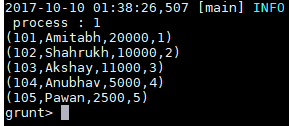 2017-10-10 01:38:26,507 [main] INFO
process : 1
(101,Amitabh,20000,1)
(102,Shahrukh,10000,2)
(103,Akshay,11000,3)
(104,Anubhav,5000,4)
(105,Pawan,2500,5)
grunt>